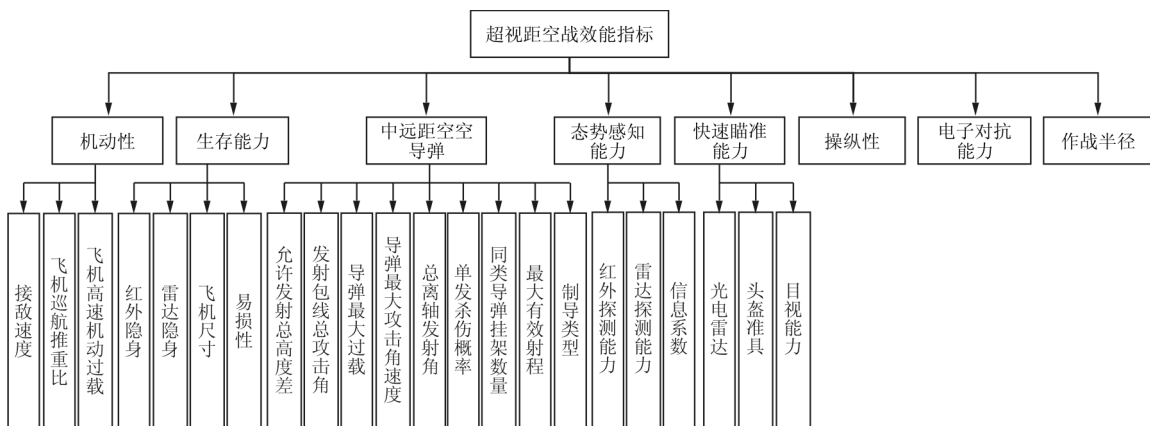 超视距空战效能指标
机动性
生存能力
中远距空空
导弹
态势感知
能力
快速瞄准
能力
操纵性
电子对抗
能力
作战半径
接敌速度
飞机巡航推重比
飞机高速机动过载
红外隐身
雷达隐身
飞机尺寸
易损性
允许发射总高度差
发射包线总攻击角
导弹最大过载
导弹最大攻击角速度
总离轴发射角
单发杀伤概率
同类导弹挂架数量
最大有效射程
制导类型
红外探测能力
雷达探测能力
信息系数
光电雷达
头盔准具
目视能力